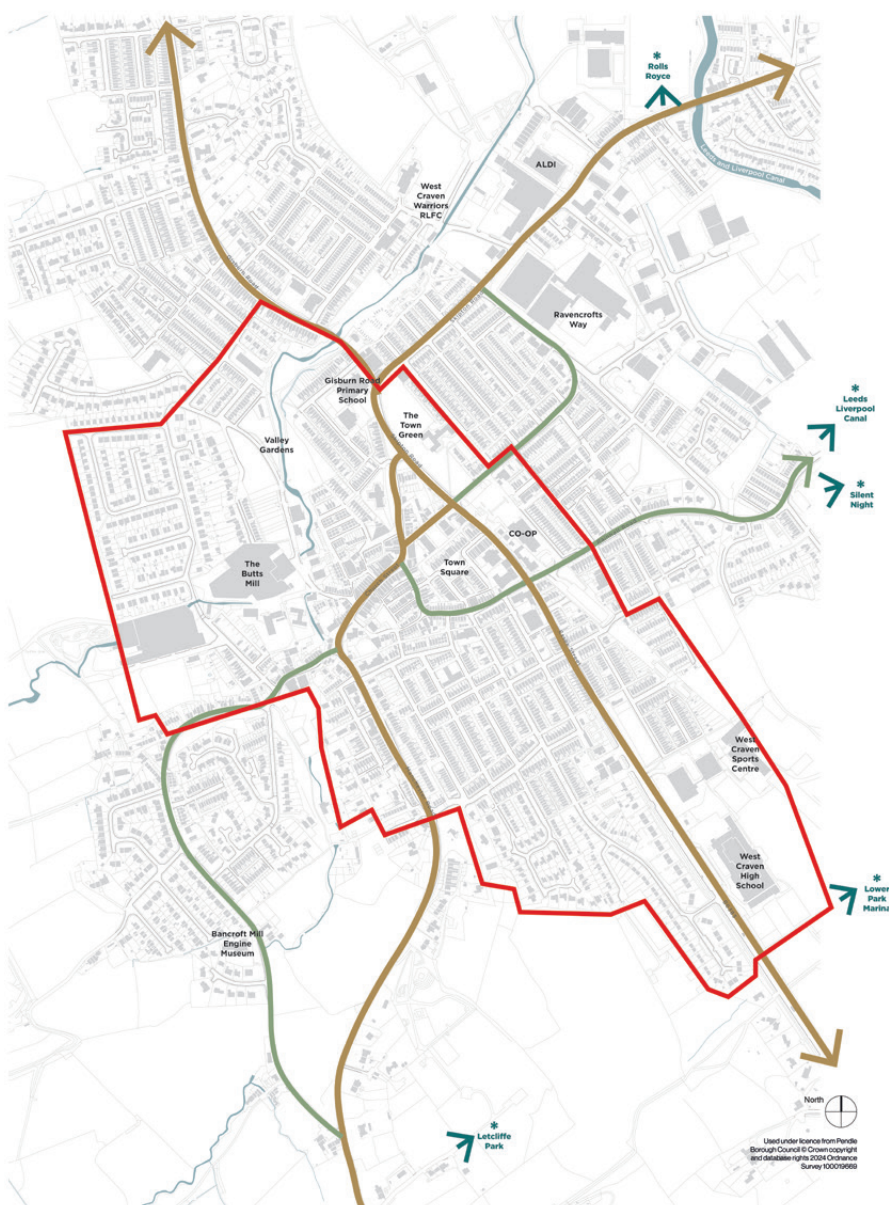 *
Rolls
Royce
Leeds and Liverpool Canal
ALDI
West
Craven
Warriors
RLFC
Gisburn Road
Ravencrofts
Way
Gisburn Road
Primary
School
The
Town
Green
Valley
Gardens
*
Leeds
Liverpool
Canal
*
Silent
Night
CO-OP
The
Butts
Mill
Town
Square
West
Craven
Sports
Centre
West
Craven
High
School
*
Lower
Park
Marina
Bancroft Mill
Engine
Museum
*
Letcliffe
Park
North
Used under licence from Pendle
Borough Council © Crown copyright
and database rights 2024 Ordnance
Survey 100019669